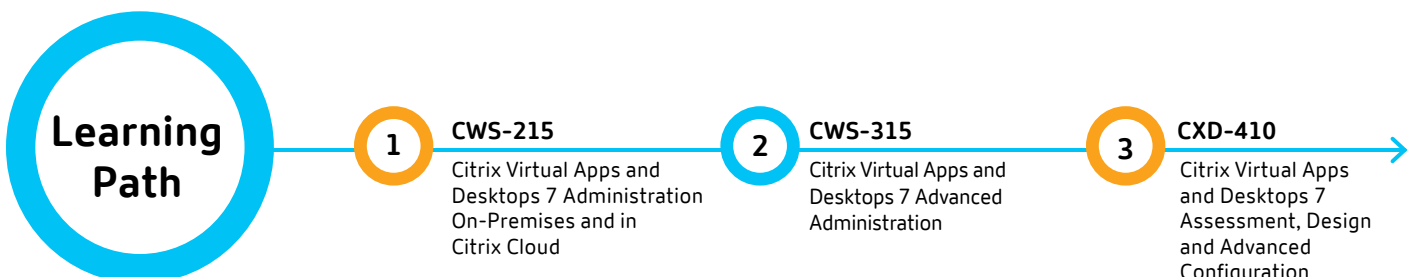 Learning
Path
1
CWS-215
Citrix Virtual Apps and
Desktops 7 Administration
On-Premises and in
Citrix Cloud
2
CWS-315
Citrix Virtual Apps and
Desktops 7 Advanced
Administration
3
CXD-410
Citrix Virtual Apps
and Desktops 7
Assessment, Design
and Advanced
Configuration